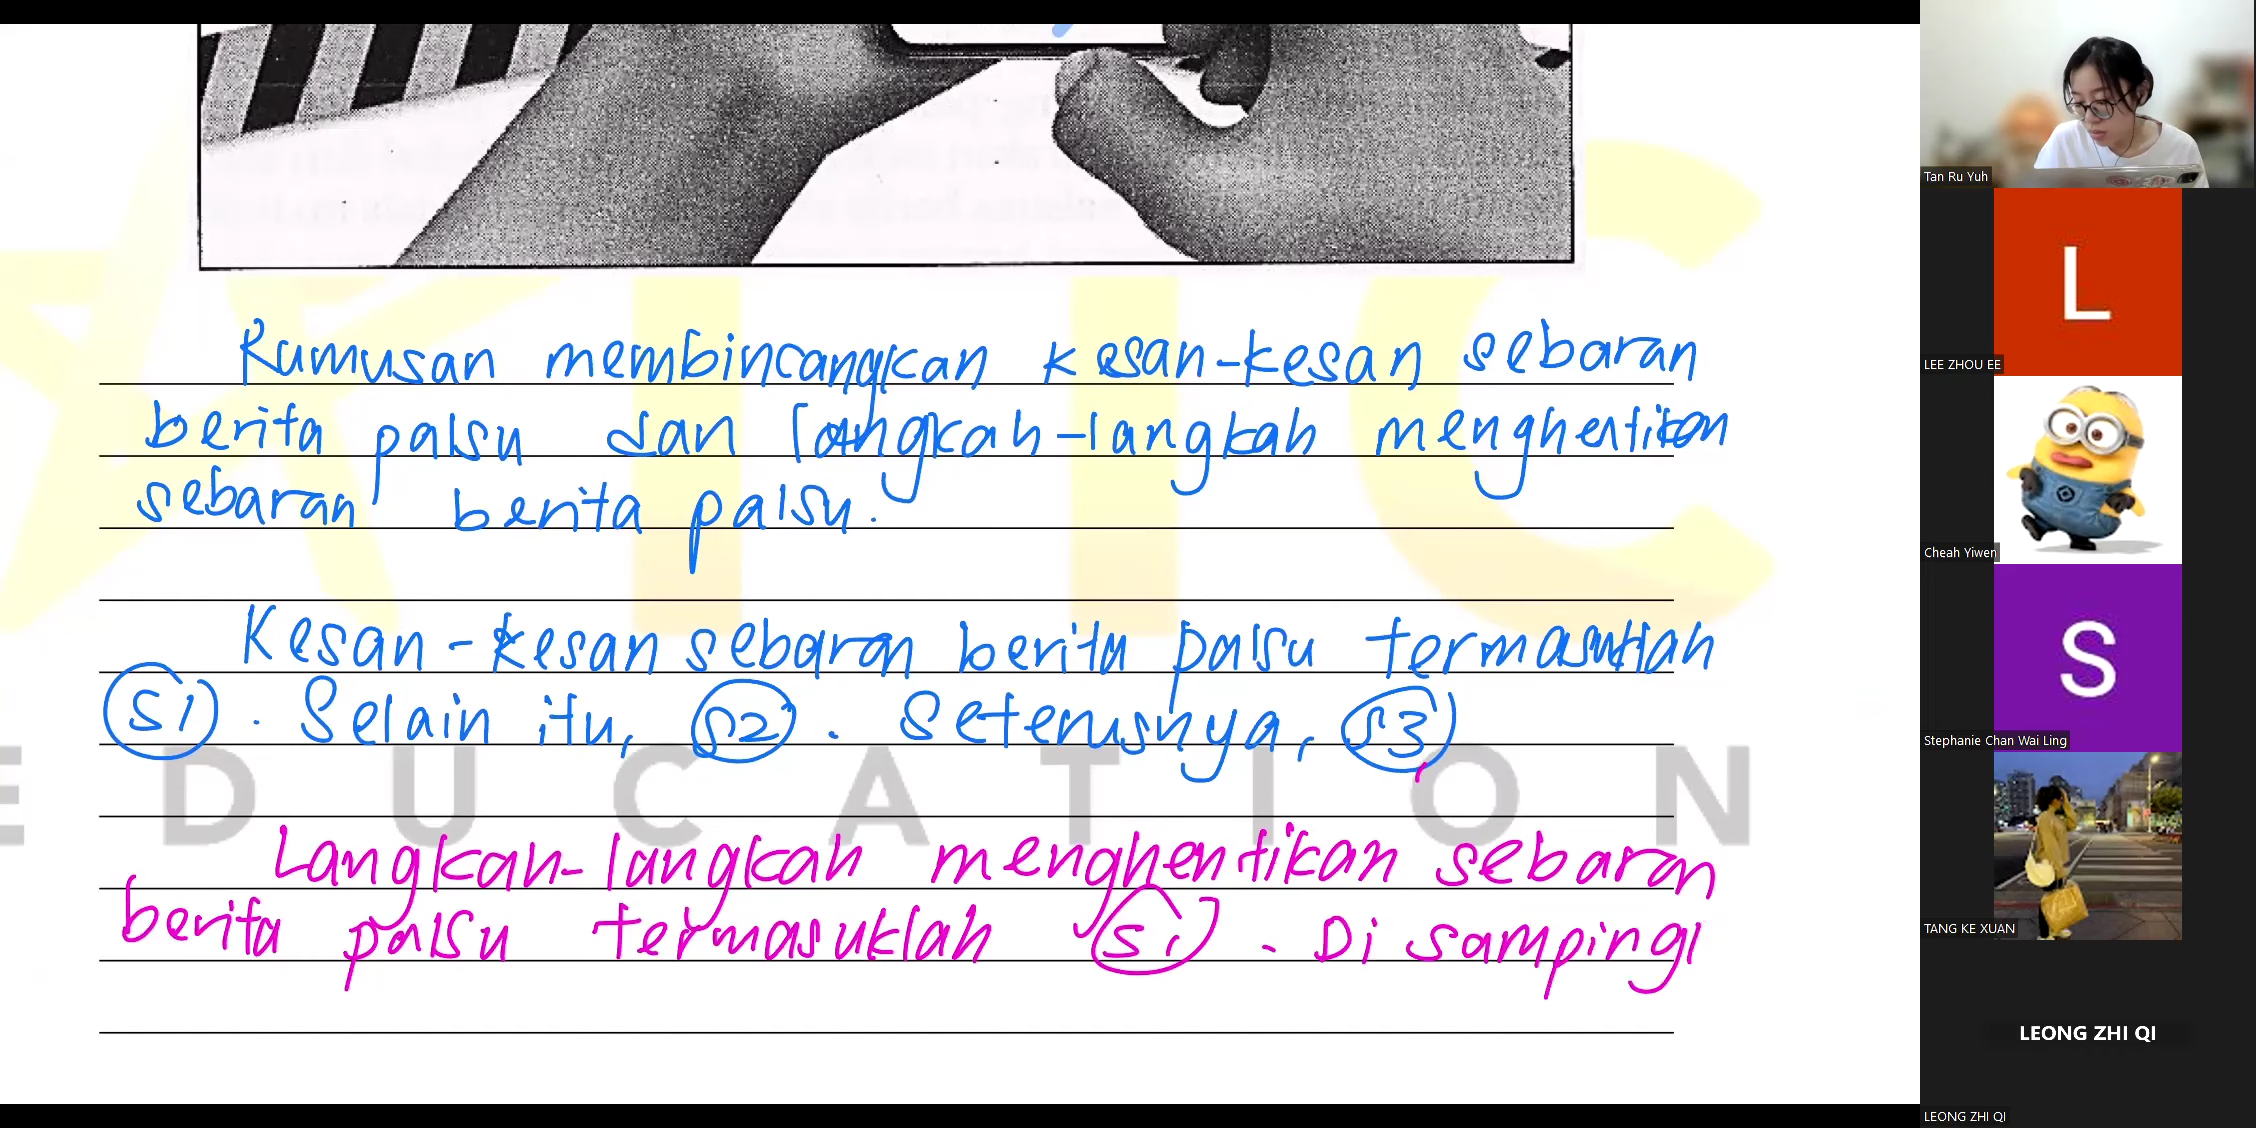 Rumusan membincangkan kesan-kesan sebaran
berita palsu dan langkah-langkah menghentikan
sebaran berita palsu.
Kesan-kesan sebaran berita palsu termasuklah
S1. Selain itu, S2. Seterusnya, S3
Langkah-langkah menghentikan sebaran
berita palsu termasuklah S1. Di samping
ITC
EDUCATION
Tan Ru Yuh
L
LEE ZHOU EE
Cheah Yiwen
S
Stephanie Chan Wai Ling
TANG KE XUAN
LEONG ZHI QI
LEONG ZHI QI